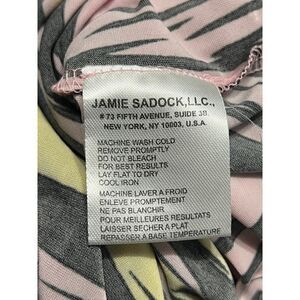 JAMIE SADOCK,LLC.,
# 73 FIFTH AVENUE, SUIDE 3B,
NEW YORK, NY 10003, U.S.A
MACHINE WASH COLD
REMOVE PROMPTLY
DO NOT BLEACH
FOR BEST RESULTS
LAY FLAT TO DRY
COOL IRON
MACHINE LAVER A FROID
ENLEVE PROMPTEMENT
NE PAS BLANCHIR
POUR MEILLEURES RESULTATS
LAISSER SECHER A PLAT
REPASSER A BASE TEMPERATURE